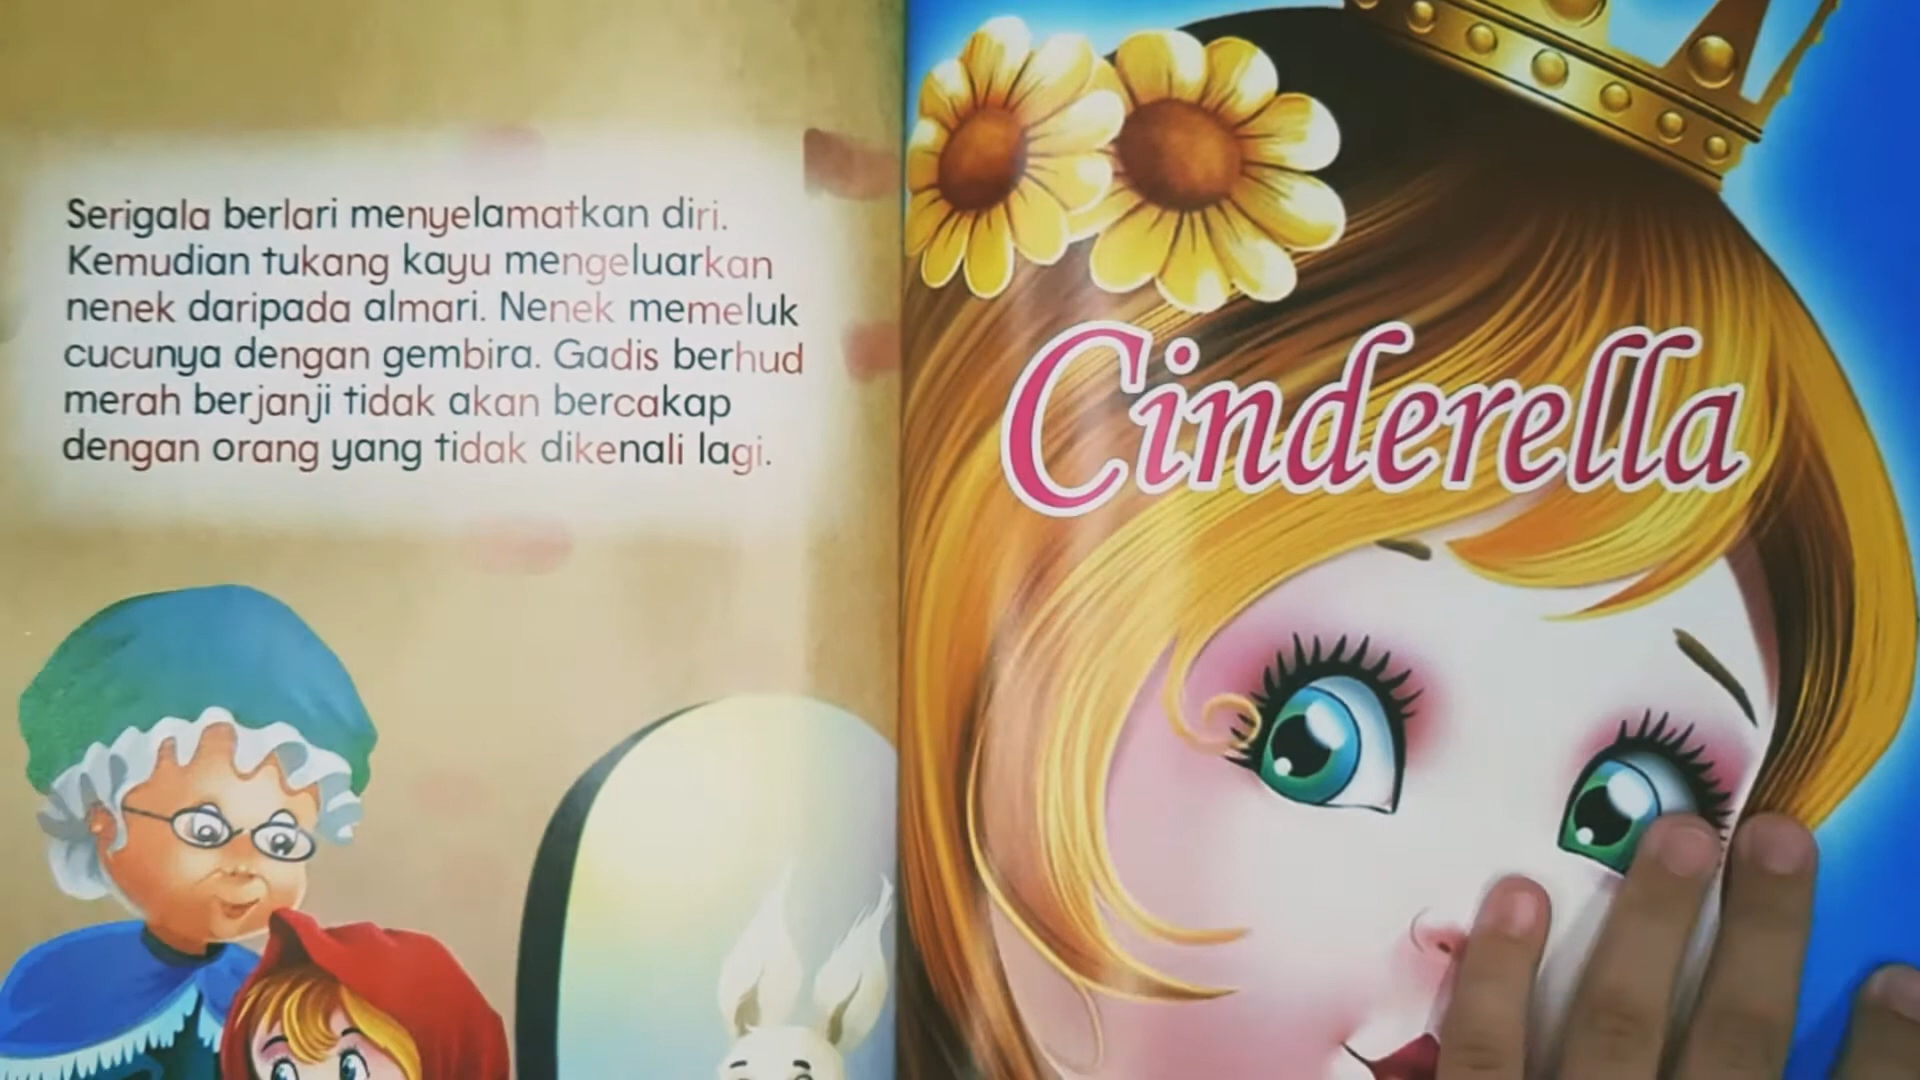 Serigala berlari menyelamatkan diri.
Kemudian tukang kayu mengeluarkan
nenek daripada almari. Nenek memeluk
cucunya dengan gembira. Gadis berhud
merah berjanji tidak akan bercakap
dengan orang yang tidak dikenali lagi.
Cinderella